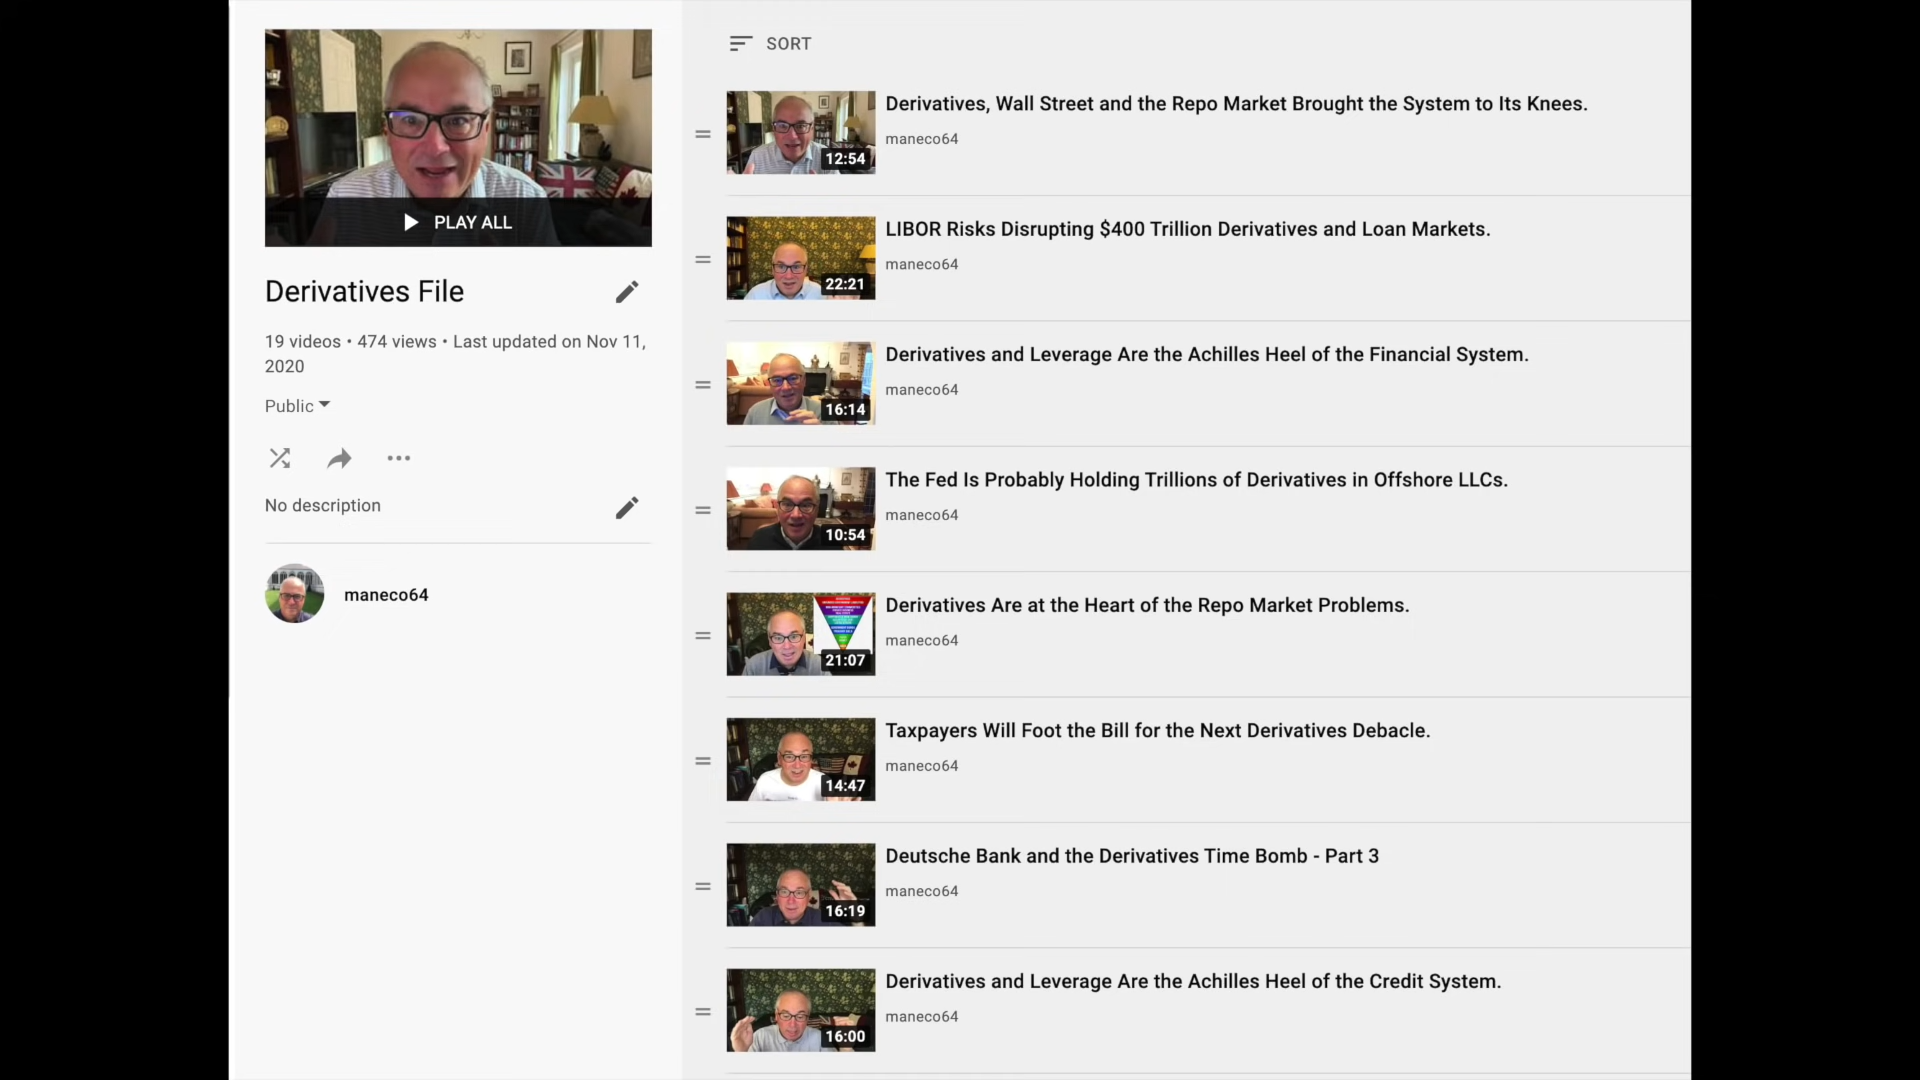 PLAY ALL
Derivatives File
19 videos • 474 views • Last updated on Nov 11,
2020
Public
No description
maneco64
SORT
Derivatives, Wall Street and the Repo Market Brought the System to Its Knees.
maneco64
12:54
LIBOR Risks Disrupting $400 Trillion Derivatives and Loan Markets.
maneco64
22:21
Derivatives and Leverage Are the Achilles Heel of the Financial System.
maneco64
16:14
The Fed Is Probably Holding Trillions of Derivatives in Offshore LLCs.
maneco64
10:54
Derivatives Are at the Heart of the Repo Market Problems.
maneco64
21:07
Taxpayers Will Foot the Bill for the Next Derivatives Debacle.
maneco64
14:47
Deutsche Bank and the Derivatives Time Bomb - Part 3
maneco64
16:19
Derivatives and Leverage Are the Achilles Heel of the Credit System.
maneco64
16:00